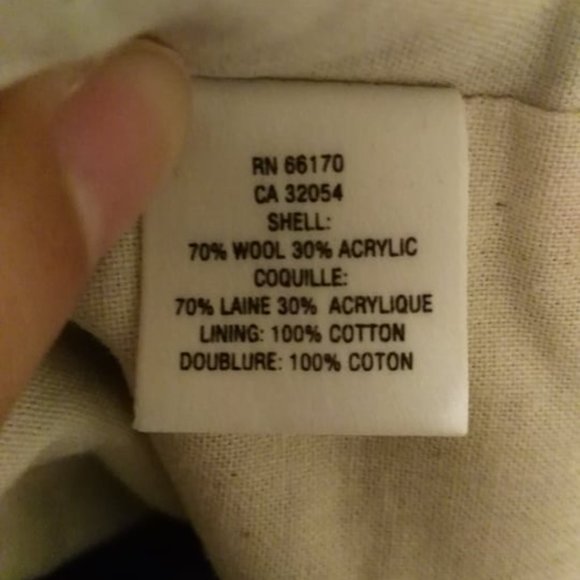 RN 66170
CA 32054
SHELL:
70% WOOL 30% ACRYLIC
COQUILLE:
70% LAINE 30% ACRYLIQUE
LINING: 100% COTTON
DOUBLURE: 100% COTON